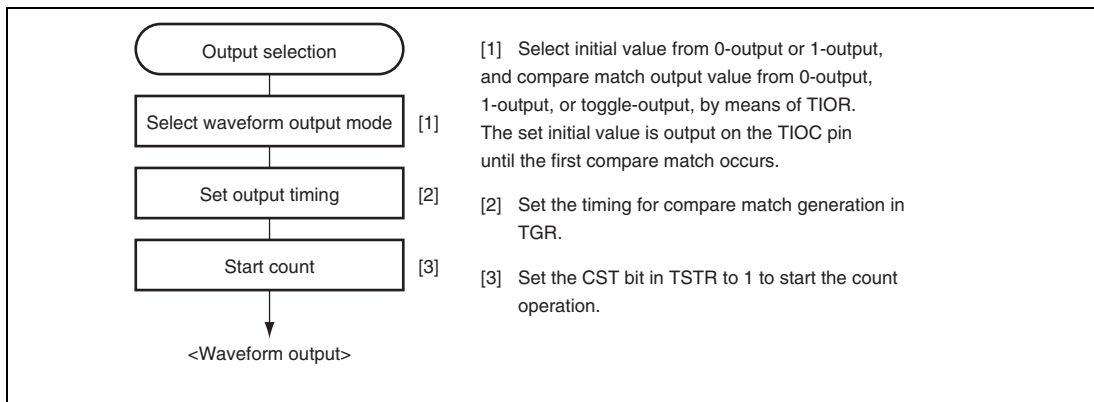 Output selection
Select waveform output mode [1]
Set output timing [2]
Start count [3]
<Waveform output>
[1] Select initial value from 0-output or 1-output,
and compare match output value from 0-output,
1-output, or toggle-output, by means of TIOR.
The set initial value is output on the TIOC pin
until the first compare match occurs.
[2] Set the timing for compare match generation in
TGR.
[3] Set the CST bit in TSTR to 1 to start the count
operation.